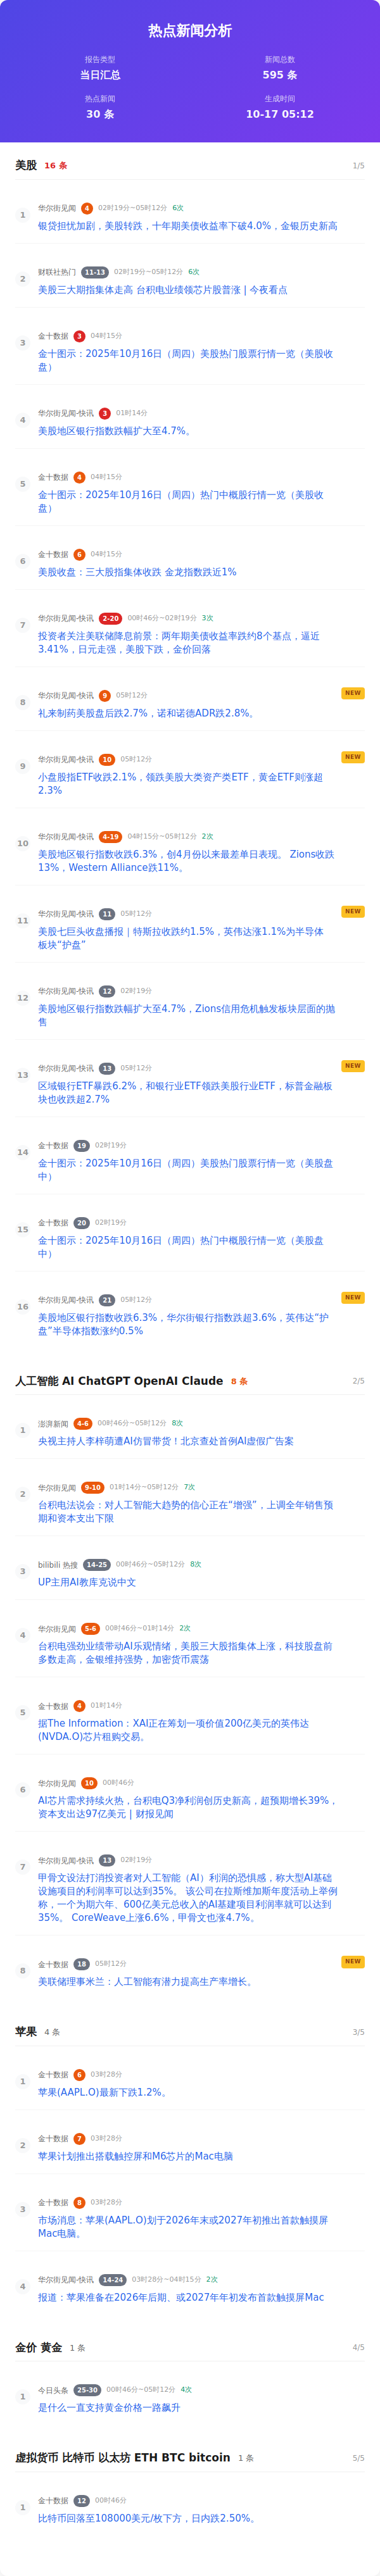 热点新闻分析
报告类型
当日汇总
新闻总数
595 条
热点新闻
30 条
生成时间
10-17 05:12
美股 16 条 1/5
1
华尔街见闻 4 02时19分~05时12分 6次
银贷担忧加剧，美股转跌，十年期美债收益率下破4.0%，金银历史新高
2
财联社热门 11-13 02时19分~05时12分 6次
美股三大期指集体走高 台积电业绩领芯片股普涨 | 今夜看点
3
金十数据 3 04时15分
金十图示：2025年10月16日（周四）美股热门股票行情一览（美股收
盘）
4
华尔街见闻-快讯 3 01时14分
美股地区银行指数跌幅扩大至4.7%。
5
金十数据 4 04时15分
金十图示：2025年10月16日（周四）热门中概股行情一览（美股收
盘）
6
金十数据 6 04时15分
美股收盘：三大股指集体收跌 金龙指数跌近1%
7
华尔街见闻-快讯 2-20 00时46分~02时19分 3次
投资者关注美联储降息前景：两年期美债收益率跌约8个基点，逼近
3.41%，日元走强，美股下跌，金价回落
8
华尔街见闻-快讯 9 05时12分
NEW
礼来制药美股盘后跌2.7%，诺和诺德ADR跌2.8%。
9
华尔街见闻-快讯 10 05时12分
NEW
小盘股指ETF收跌2.1%，领跌美股大类资产类ETF，黄金ETF则涨超
2.3%
10
华尔街见闻-快讯 4-19 04时15分~05时12分 2次
美股地区银行指数收跌6.3%，创4月份以来最差单日表现。 Zions收跌
13%，Western Alliance跌11%。
11
华尔街见闻-快讯 11 05时12分
NEW
美股七巨头收盘播报｜特斯拉收跌约1.5%，英伟达涨1.1%为半导体
板块“护盘”
12
华尔街见闻-快讯 12 02时19分
美股地区银行指数跌幅扩大至4.7%，Zions信用危机触发板块层面的抛
售
13
华尔街见闻-快讯 13 05时12分
NEW
区域银行ETF暴跌6.2%，和银行业ETF领跌美股行业ETF，标普金融板
块也收跌超2.7%
14
金十数据 19 02时19分
金十图示：2025年10月16日（周四）美股热门股票行情一览（美股盘
中）
15
金十数据 20 02时19分
金十图示：2025年10月16日（周四）热门中概股行情一览（美股盘
中）
16
华尔街见闻-快讯 21 05时12分
NEW
美股地区银行指数收跌6.3%，华尔街银行指数跌超3.6%，英伟达“护
盘”半导体指数涨约0.5%
人工智能 AI ChatGPT OpenAI Claude 8 条 2/5
1
澎湃新闻 4-6 00时46分~05时12分 8次
央视主持人李梓萌遭AI仿冒带货！北京查处首例AI虚假广告案
2
华尔街见闻 9-10 01时14分~05时12分 7次
台积电法说会：对人工智能大趋势的信心正在“增强”，上调全年销售预
期和资本支出下限
3
bilibili 热搜 14-25 00时46分~05时12分 8次
UP主用AI教库克说中文
4
华尔街见闻 5-6 00时46分~01时14分 2次
台积电强劲业绩带动AI乐观情绪，美股三大股指集体上涨，科技股盘前
多数走高，金银维持强势，加密货币震荡
5
金十数据 4 01时14分
据The Information：XAI正在筹划一项价值200亿美元的英伟达
(NVDA.O)芯片租购交易。
6
华尔街见闻 10 00时46分
AI芯片需求持续火热，台积电Q3净利润创历史新高，超预期增长39%，
资本支出达97亿美元 | 财报见闻
7
华尔街见闻-快讯 13 02时19分
甲骨文设法打消投资者对人工智能（AI）利润的恐惧感，称大型AI基础
设施项目的利润率可以达到35%。 该公司在拉斯维加斯年度活动上举例
称，一个为期六年、600亿美元总收入的AI基建项目利润率就可以达到
35%。 CoreWeave上涨6.6%，甲骨文也涨4.7%。
8
金十数据 18 05时12分
NEW
美联储理事米兰：人工智能有潜力提高生产率增长。
苹果 4 条 3/5
1
金十数据 6 03时28分
苹果(AAPL.O)最新下跌1.2%。
2
金十数据 7 03时28分
苹果计划推出搭载触控屏和M6芯片的Mac电脑
3
金十数据 8 03时28分
市场消息：苹果(AAPL.O)划于2026年末或2027年初推出首款触摸屏
Mac电脑。
4
华尔街见闻-快讯 14-24 03时28分~04时15分 2次
报道：苹果准备在2026年后期、或2027年年初发布首款触摸屏Mac
金价 黄金 1 条 4/5
1
今日头条 25-30 00时46分~05时12分 4次
是什么一直支持黄金价格一路飙升
虚拟货币 比特币 以太坊 ETH BTC bitcoin 1 条 5/5
1
金十数据 12 00时46分
比特币回落至108000美元/枚下方，日内跌2.50%。